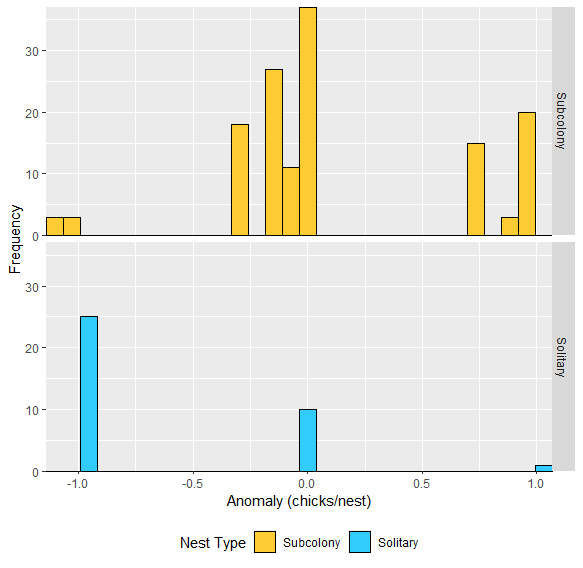 30
20
10
0
Subcolony
Frequency
30
20
10
0
Solitary
-1.0 -0.5 0.0 0.5 1.0
Anomaly (chicks/nest)
Nest Type Subcolony Solitary